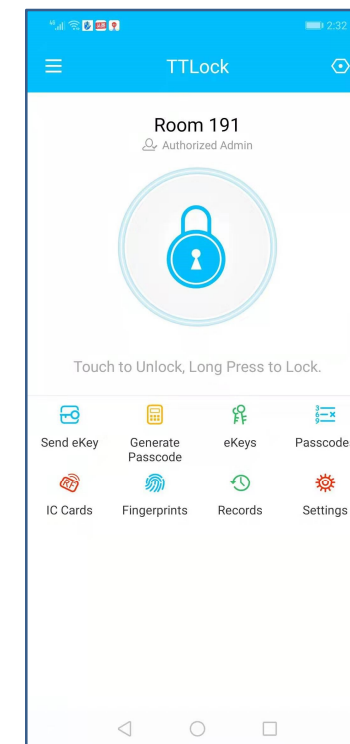 2:32
TTLock
Room 191
Authorized Admin
Touch to Unlock, Long Press to Lock.
Send eKey Generate Passcode eKeys Passcode
IC Cards Fingerprints Records Settings